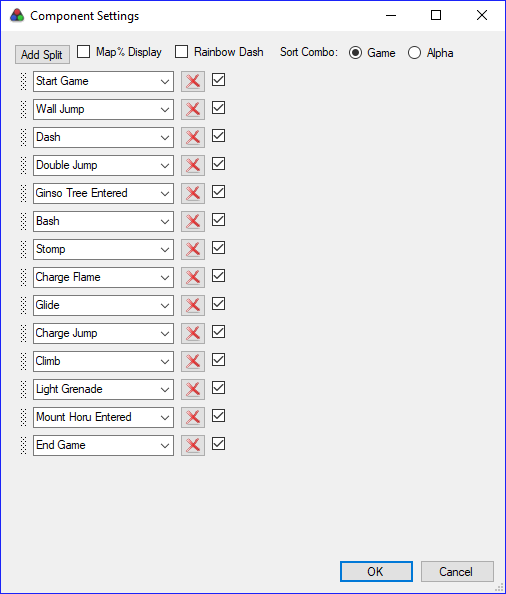 Component Settings
Add Split Map% Display Rainbow Dash Sort Combo: Game Alpha
Start Game
Wall Jump
Dash
Double Jump
Ginso Tree Entered
Bash
Stomp
Charge Flame
Glide
Charge Jump
Climb
Light Grenade
Mount Horu Entered
End Game
OK Cancel